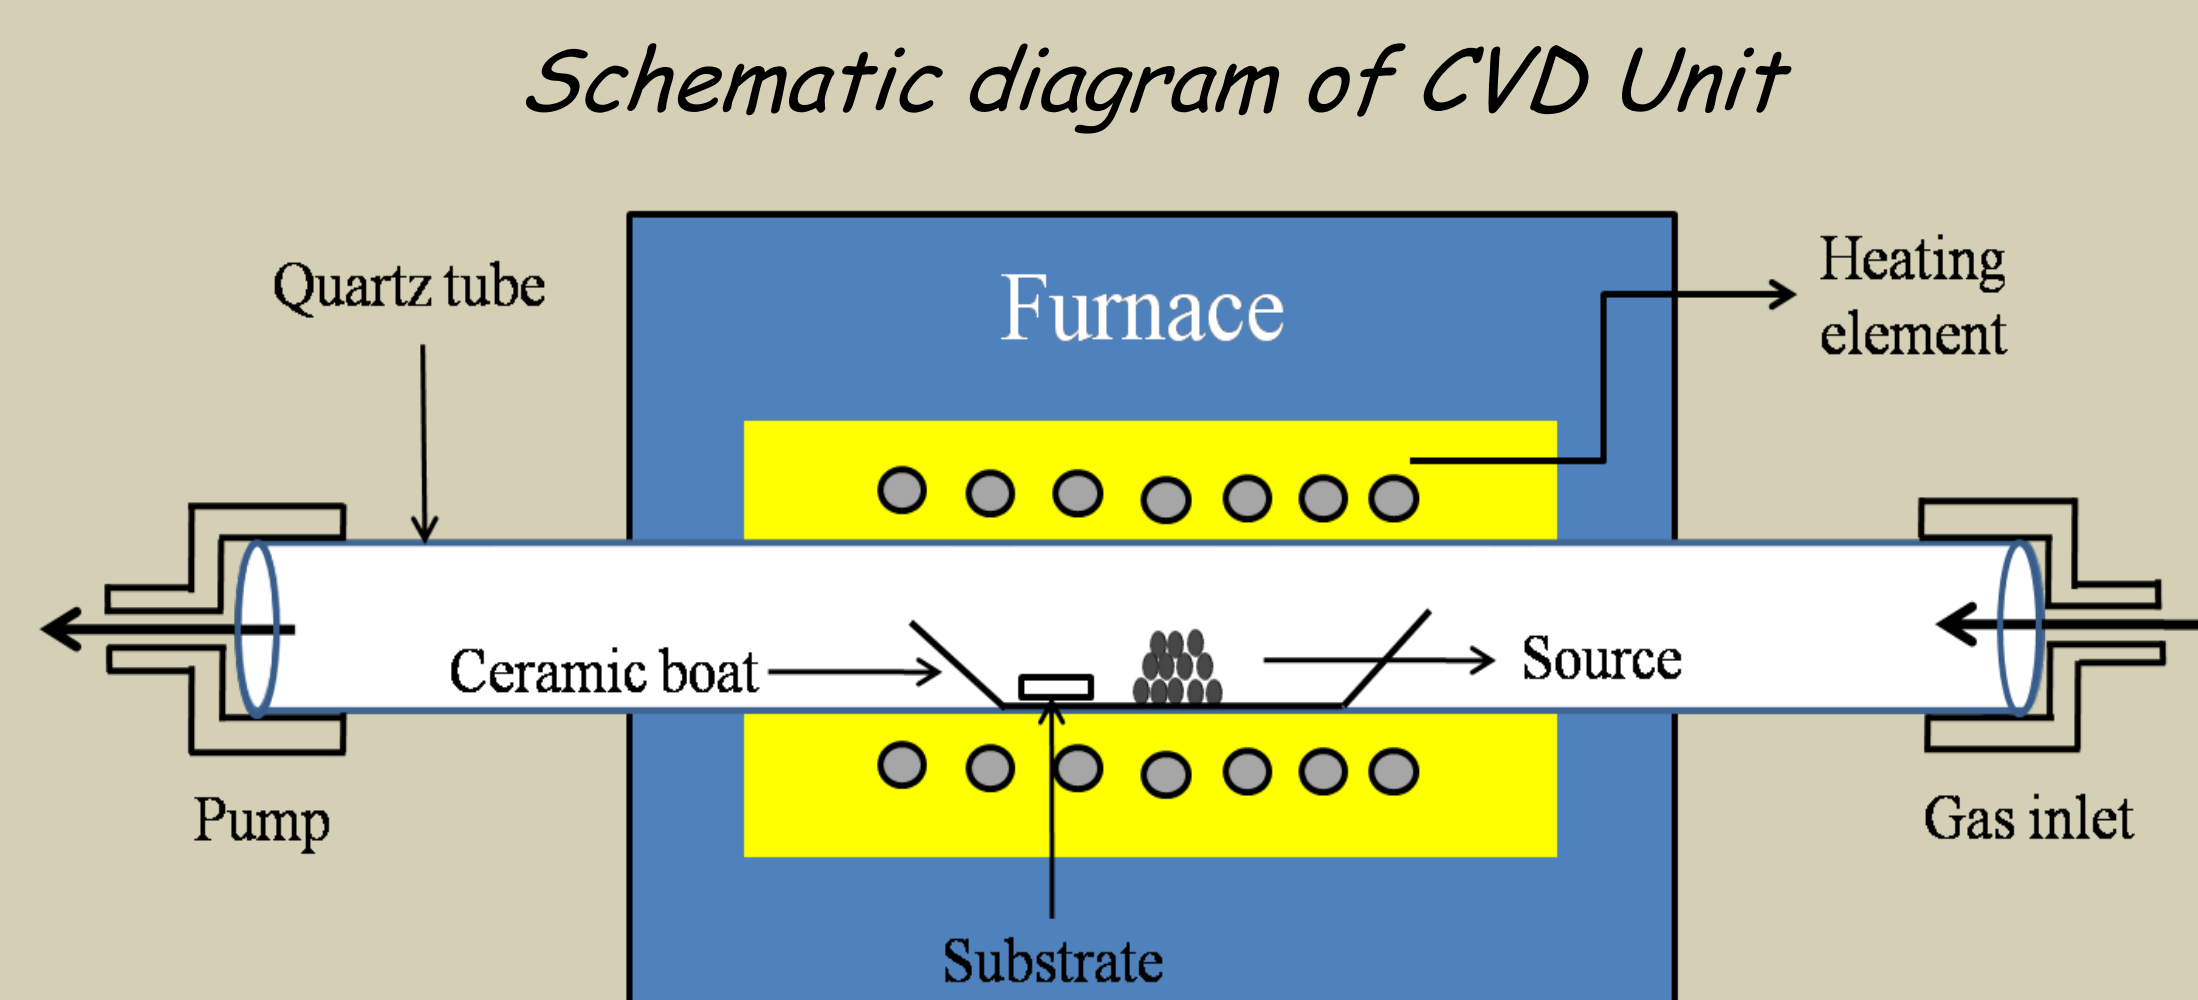 Schematic diagram of CVD Unit
Quartz tube
Furnace
Heating
element
Ceramic boat
Source
Pump
Gas inlet
Substrate